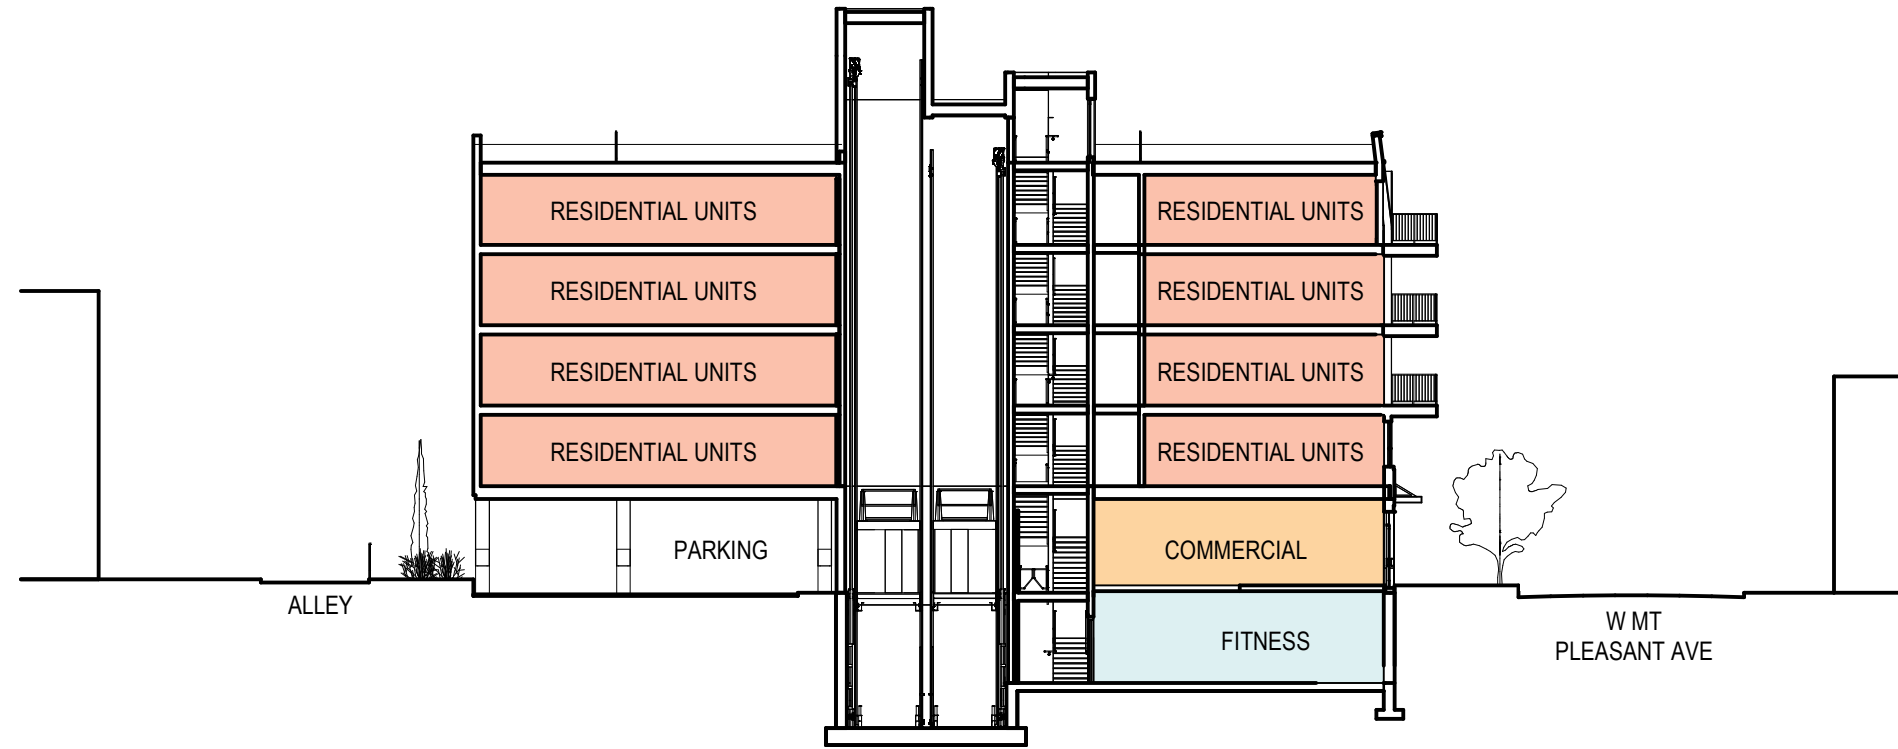 RESIDENTIAL UNITS
RESIDENTIAL UNITS
RESIDENTIAL UNITS
RESIDENTIAL UNITS
RESIDENTIAL UNITS
RESIDENTIAL UNITS
RESIDENTIAL UNITS
RESIDENTIAL UNITS
PARKING
COMMERCIAL
ALLEY
FITNESS
W MT
PLEASANT AVE